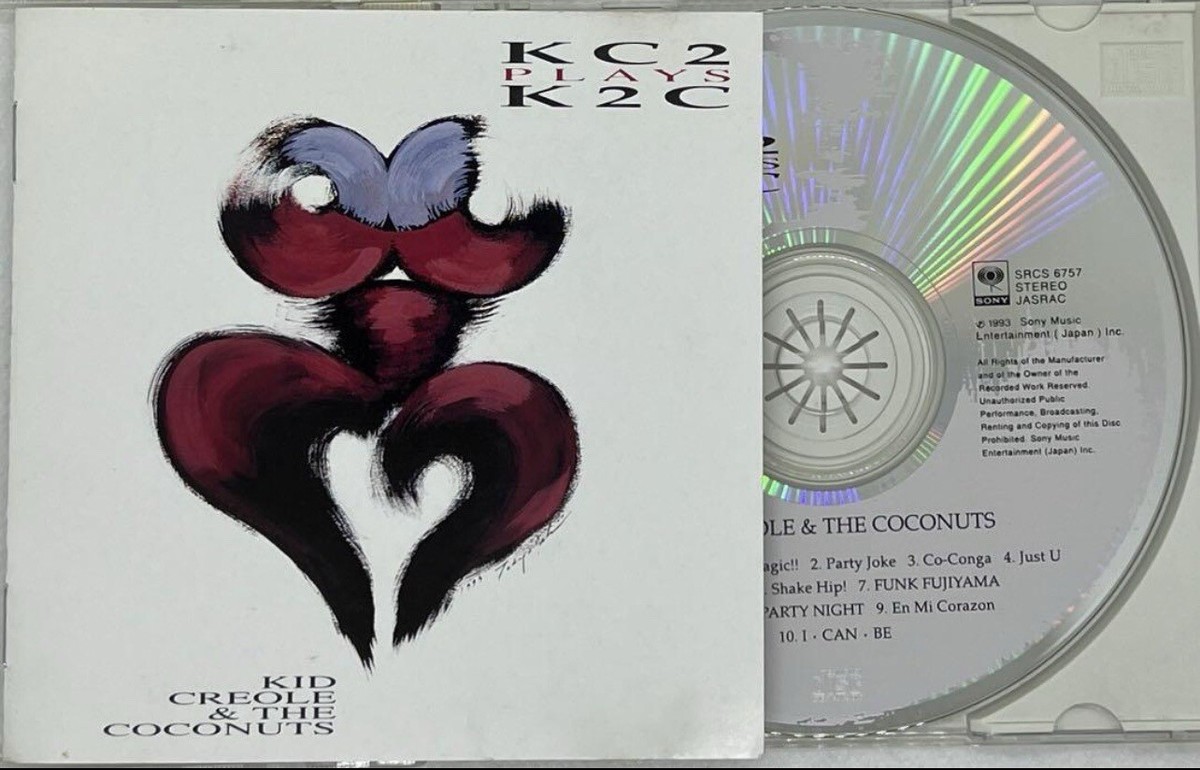 KC2
PLAYS
K2C
KID
CREOLE
& THE
COCONUTS
SONY
SRCS 6757
STEREO
JASRAC
℗ 1993 Sony Music
Entertainment ( Japan ) Inc.
All Rights of the Manufacturer
and of the Owner of the
Recorded Work Reserved.
Unauthorized Public
Performance, Broadcasting,
Renting and Copying of this Disc
Prohibited. Sony Music
Entertainment (Japan) Inc.
OLE & THE COCONUTS
agic!! 2. Party Joke 3. Co-Conga 4. Just U
Shake Hip! 7. FUNK FUJIYAMA
PARTY NIGHT 9. En Mi Corazon
10. I · CAN · BE